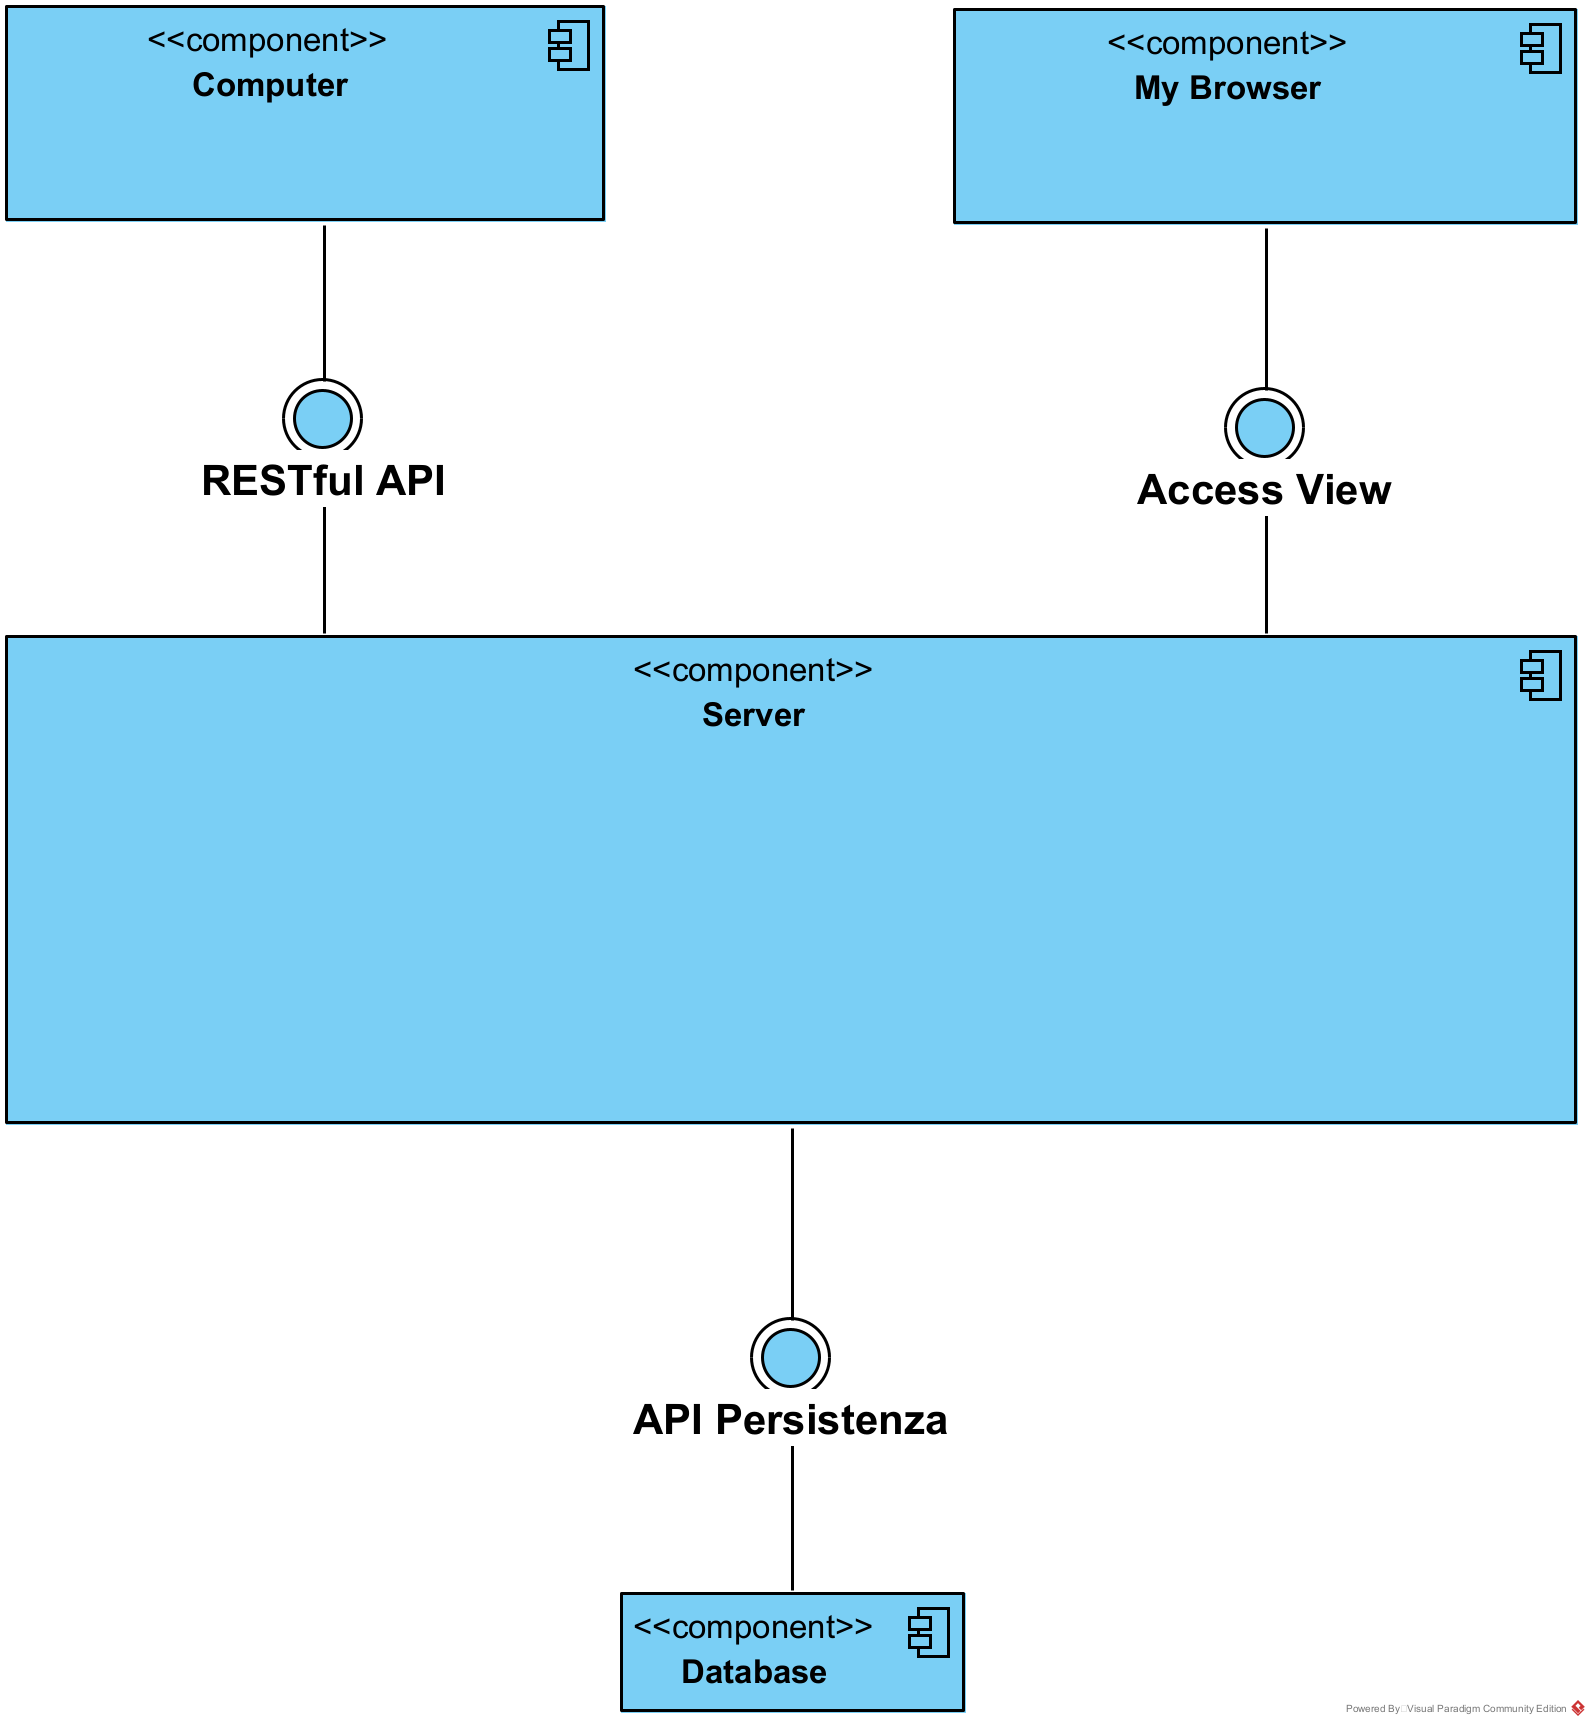 <<component>>
Computer
<<component>>
My Browser
RESTful API
Access View
<<component>>
Server
API Persistenza
<<component>>
Database
Powered By Visual Paradigm Community Edition